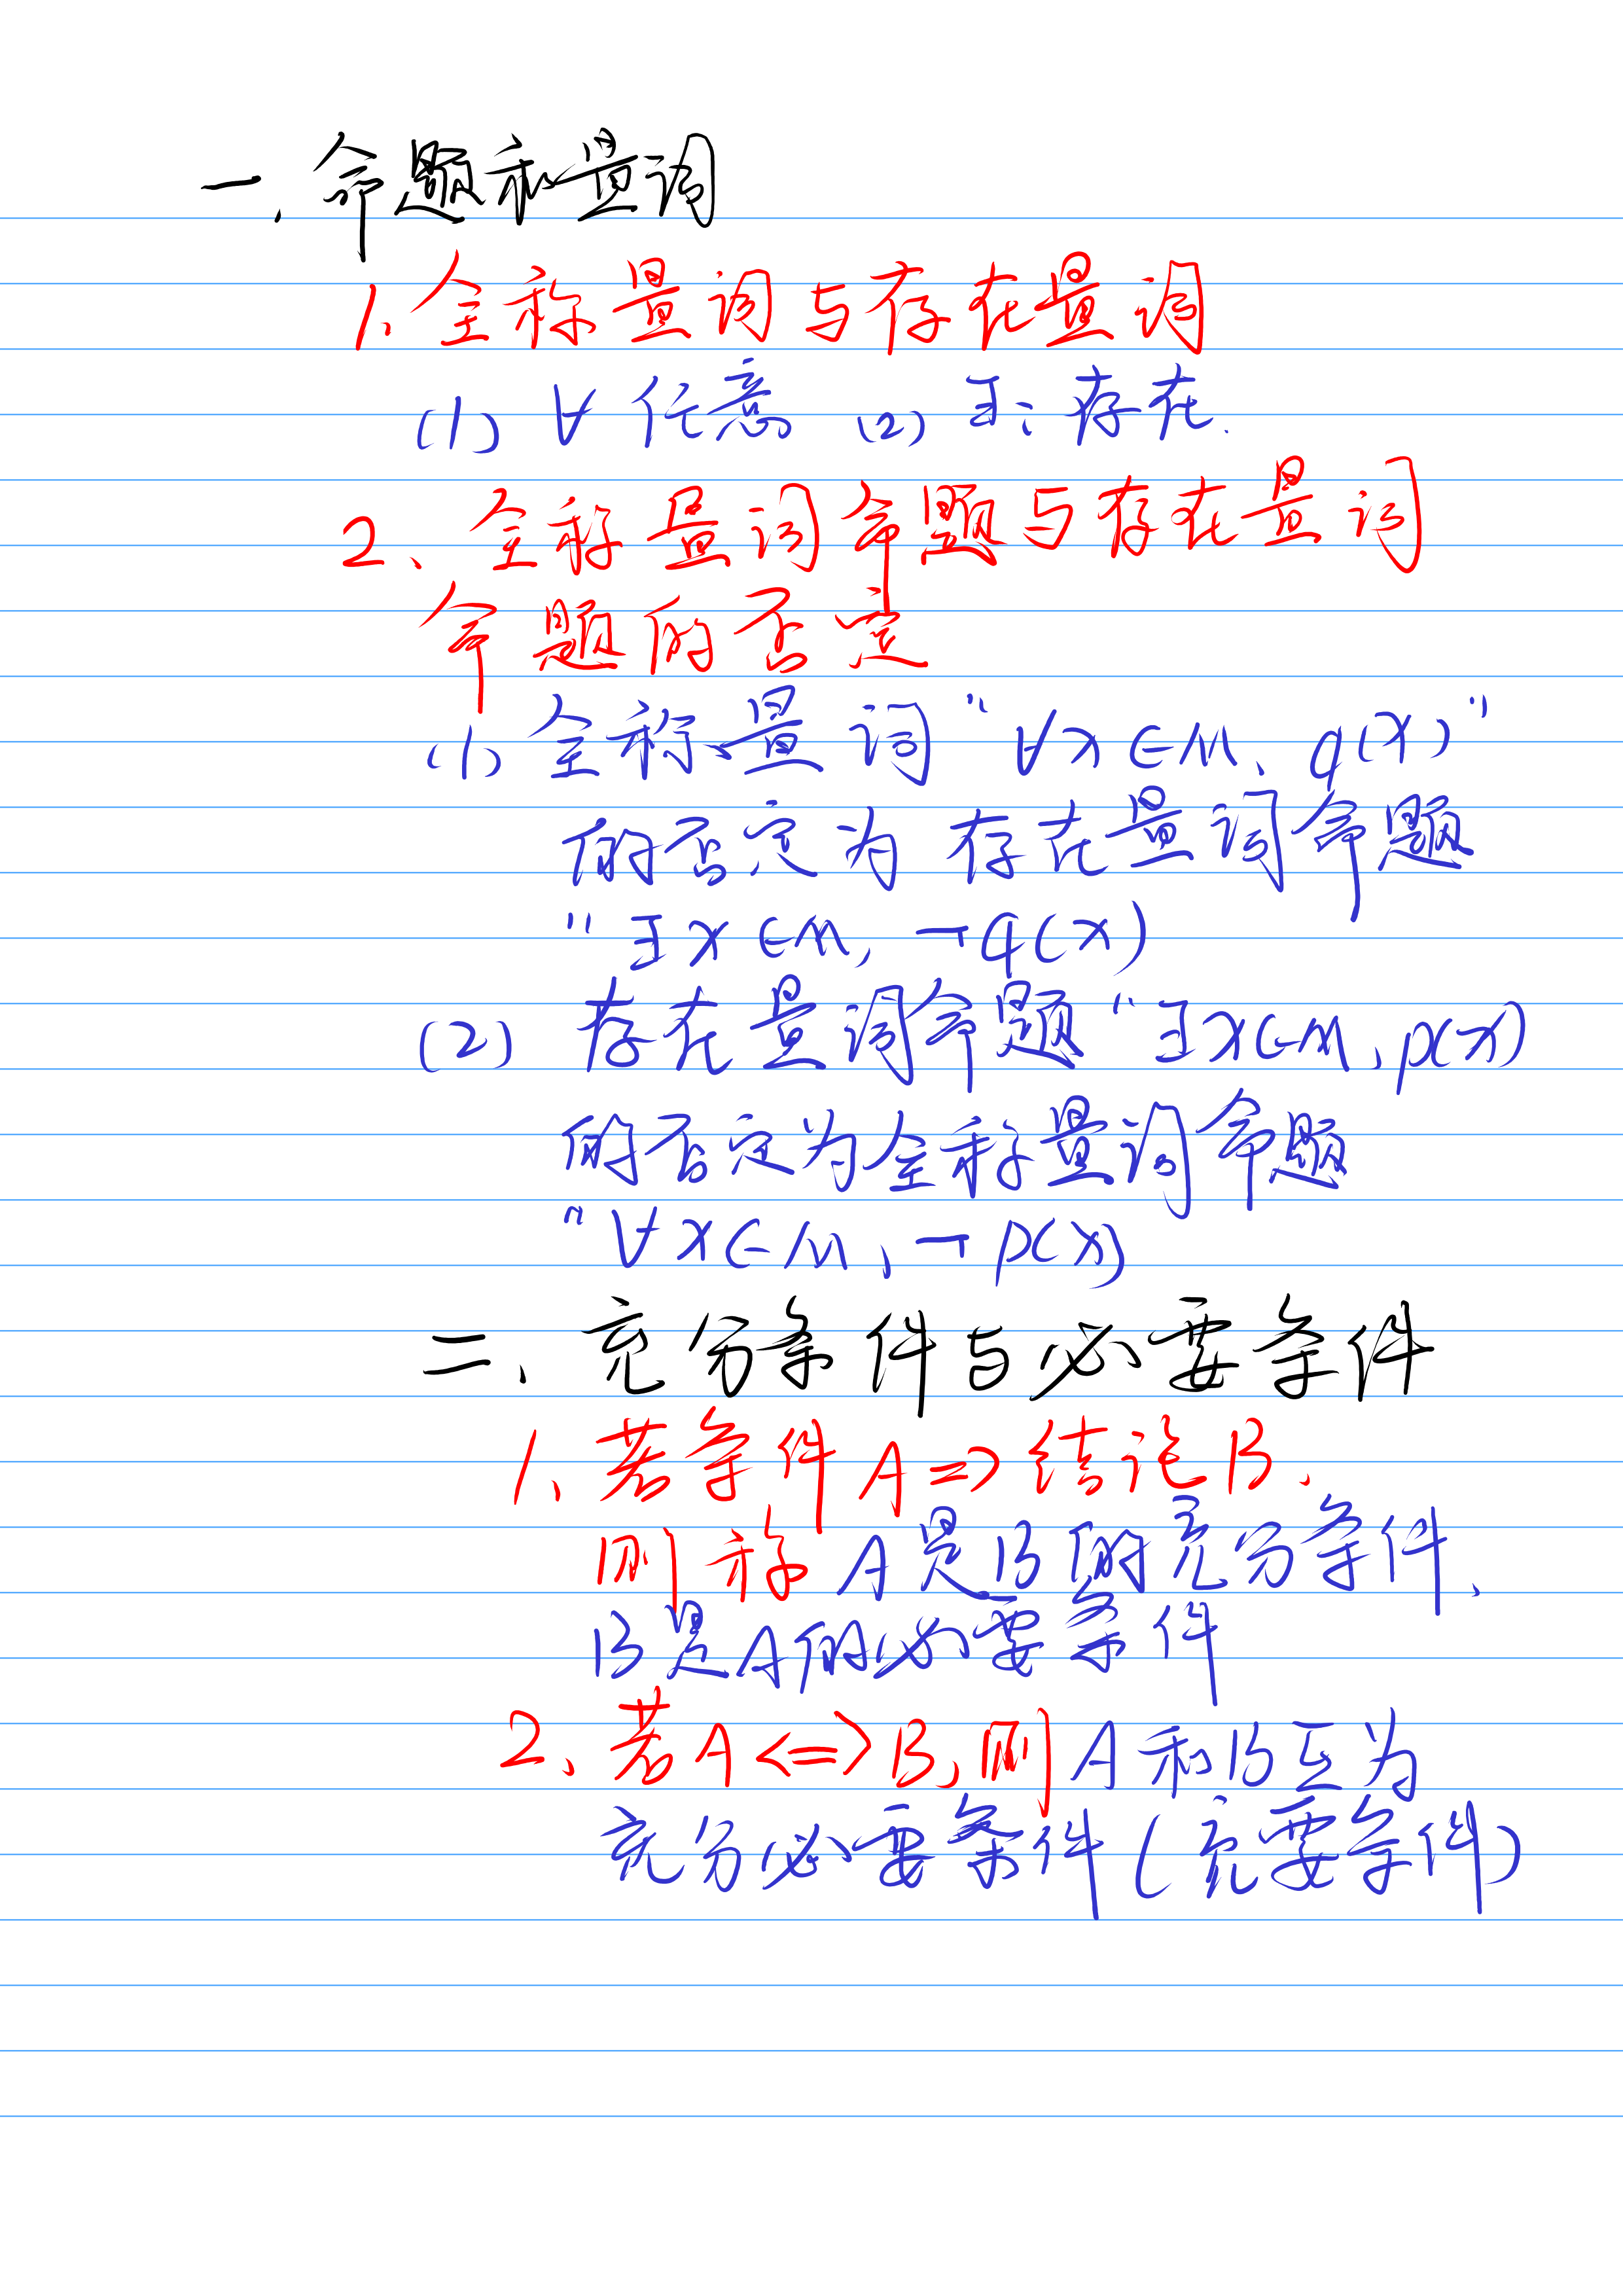 一、命题和量词
1、全称量词与存在量词
(1) ∀ 任意 (2) ∃: 存在.
2、全称量词命题与存在量词
命题的否定
(1) 全称量词“∀x∈M、q(x)”
的否定为存在量词命题
“∃x∈M, ¬q(x)
(2) 存在量词命题“∃x∈M、p(x)
的否定为全称量词命题
“∀x∈M、¬p(x)
二、充分条件与必要条件
1、若条件A=>结论B、
则称A是B的充分条件、
B是A的必要条件
2、若A<=>B,则A和B互为
充分必要条件(充要条件)